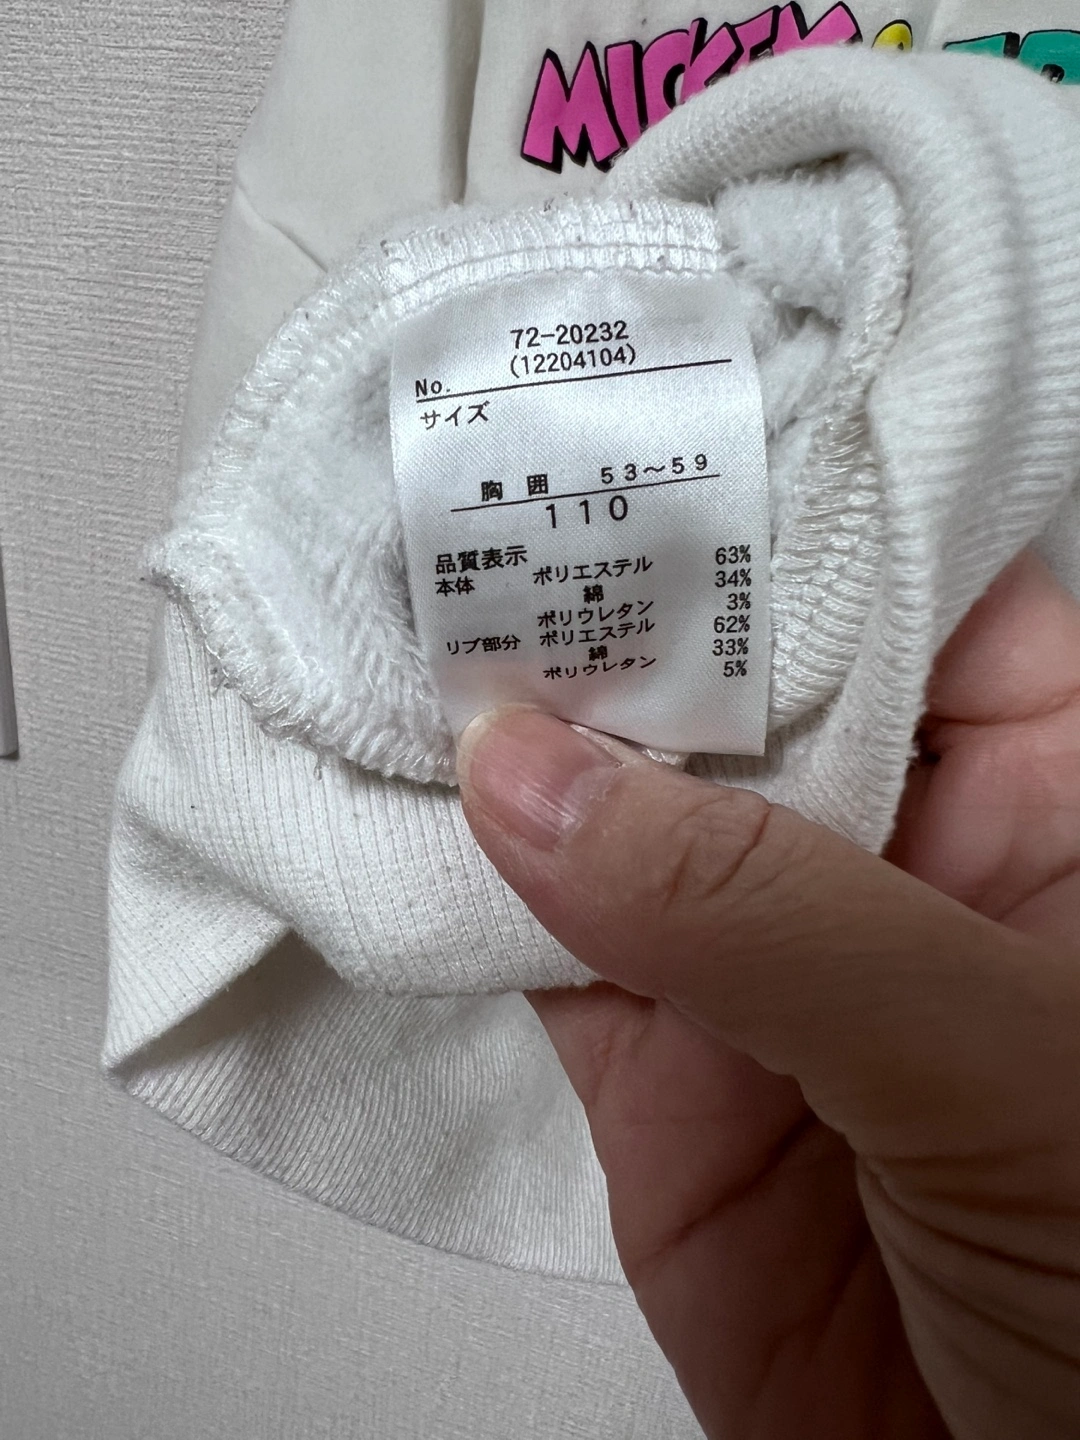 MICKEY &
72-20232
(12204104)
No.
サイズ
胸 囲 53〜59
110
品質表示
本体 ポリエステル 63%
綿 34%
ポリウレタン 3%
リブ部分 ポリエステル 62%
綿 33%
ポリウレタン 5%